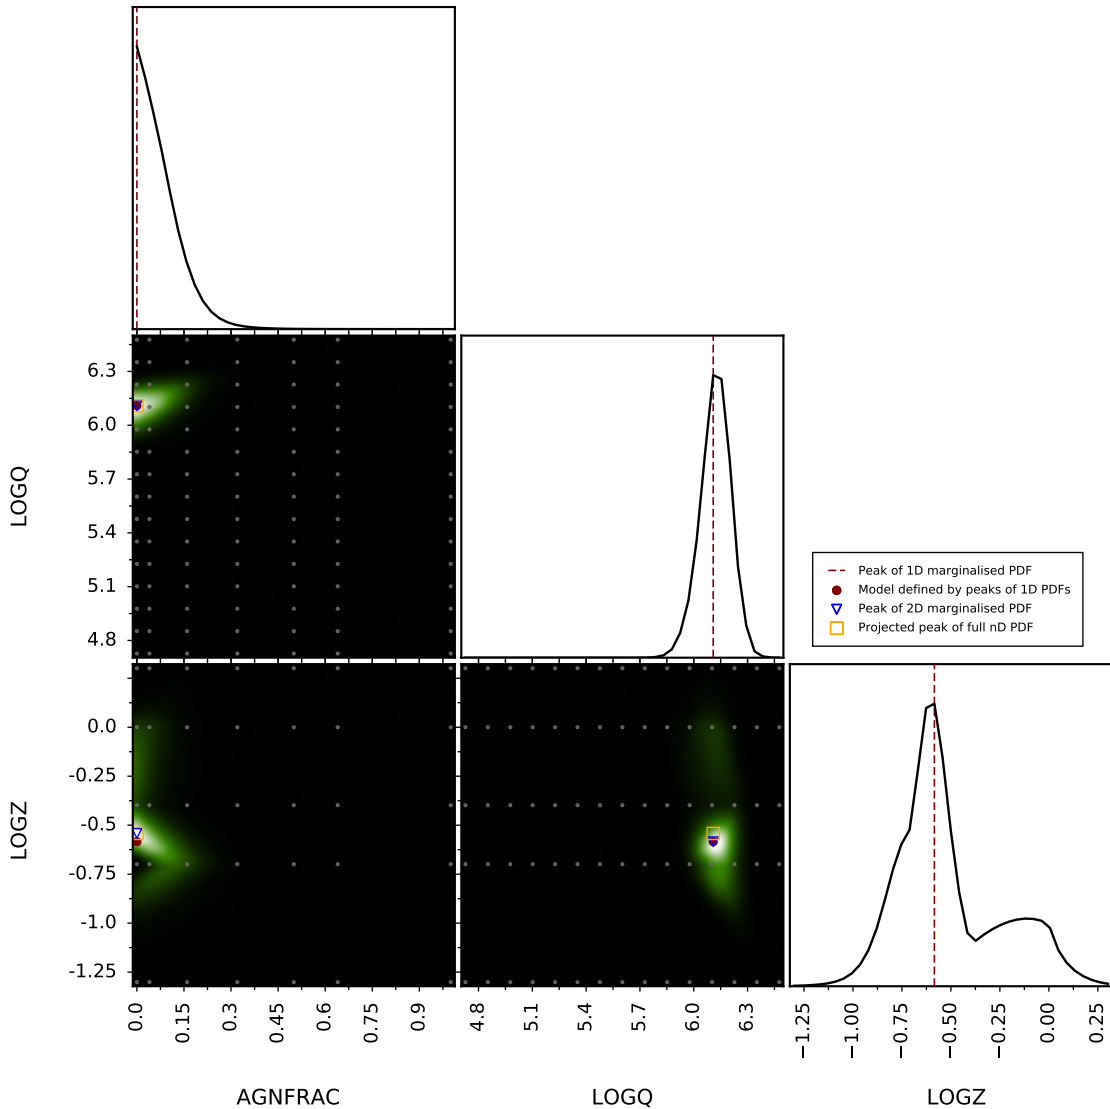 LOGQ
6.3
6.0
5.7
5.4
5.1
4.8
Peak of 1D marginalised PDF
Model defined by peaks of 1D PDFs
Peak of 2D marginalised PDF
Projected peak of full nD PDF
LOGZ
0.0
-0.25
-0.5
-0.75
-1.0
-1.25
0.0 0.15 0.3 0.45 0.6 0.75 0.9
4.8 5.1 5.4 5.7 6.0 6.3
−1.25 −1.00 −0.75 −0.50 −0.25 0.00 0.25
AGNFRAC LOGQ LOGZ